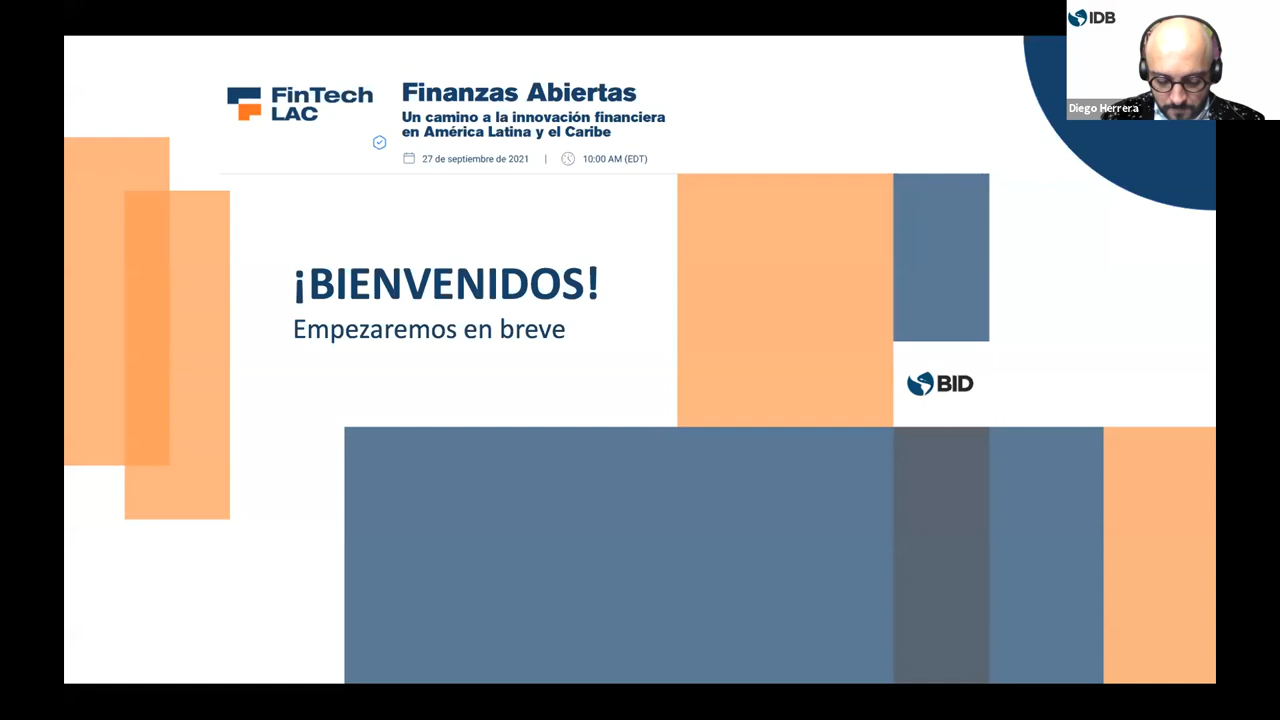 FinTech
LAC
Finanzas Abiertas
Un camino a la innovación financiera
en América Latina y el Caribe
27 de septiembre de 2021 | 10:00 AM (EDT)
IDB
Diego Herrera
¡BIENVENIDOS!
Empezaremos en breve
BID